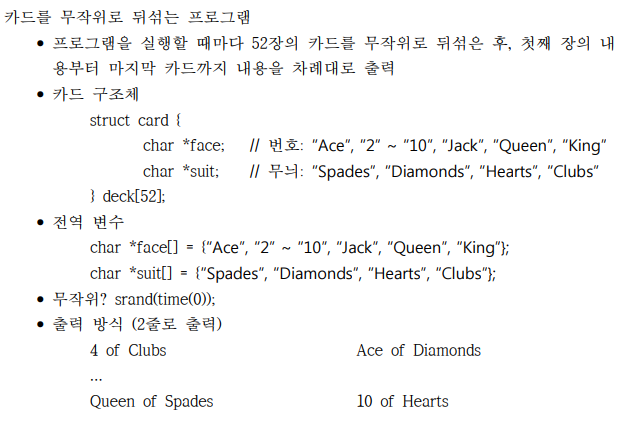 카드를 무작위로 뒤섞는 프로그램
• 프로그램을 실행할 때마다 52장의 카드를 무작위로 뒤섞은 후, 첫째 장의 내
용부터 마지막 카드까지 내용을 차례대로 출력
• 카드 구조체
struct card {
char *face; // 번호: "Ace", "2" ~ "10", "Jack", "Queen", "King"
char *suit; // 무늬: "Spades", "Diamonds", "Hearts", "Clubs"
} deck[52];
• 전역 변수
char *face[] = {"Ace", "2" ~ "10", "Jack", "Queen", "King"};
char *suit[] = {"Spades", "Diamonds", "Hearts", "Clubs"};
• 무작위? srand(time(0));
• 출력 방식 (2줄로 출력)
4 of Clubs Ace of Diamonds
...
Queen of Spades 10 of Hearts